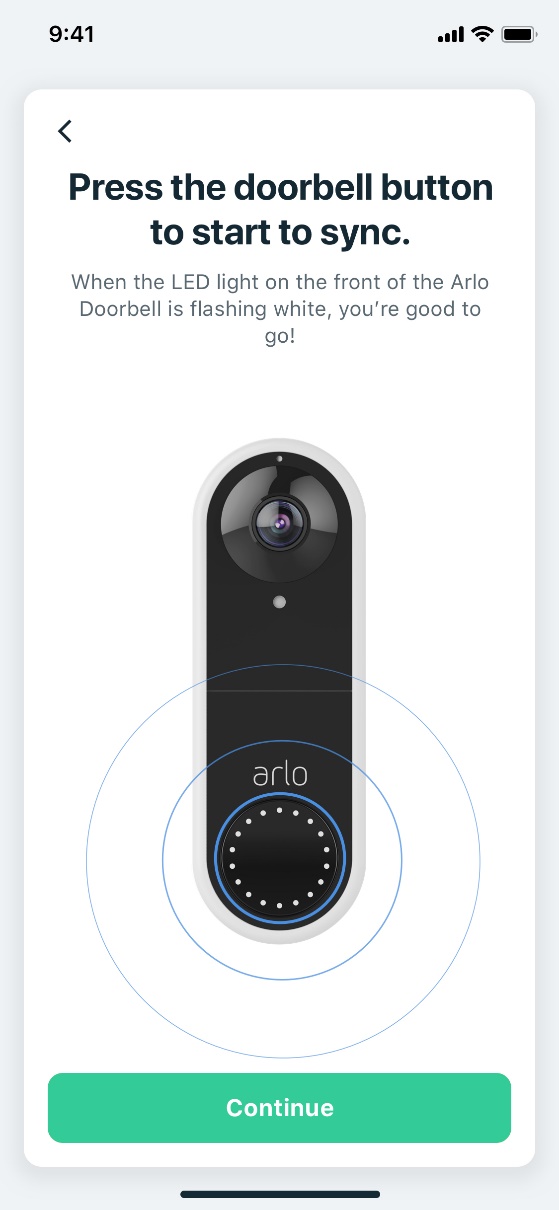 9:41
Press the doorbell button
to start to sync.
When the LED light on the front of the Arlo
Doorbell is flashing white, you’re good to
go!
arlo
Continue